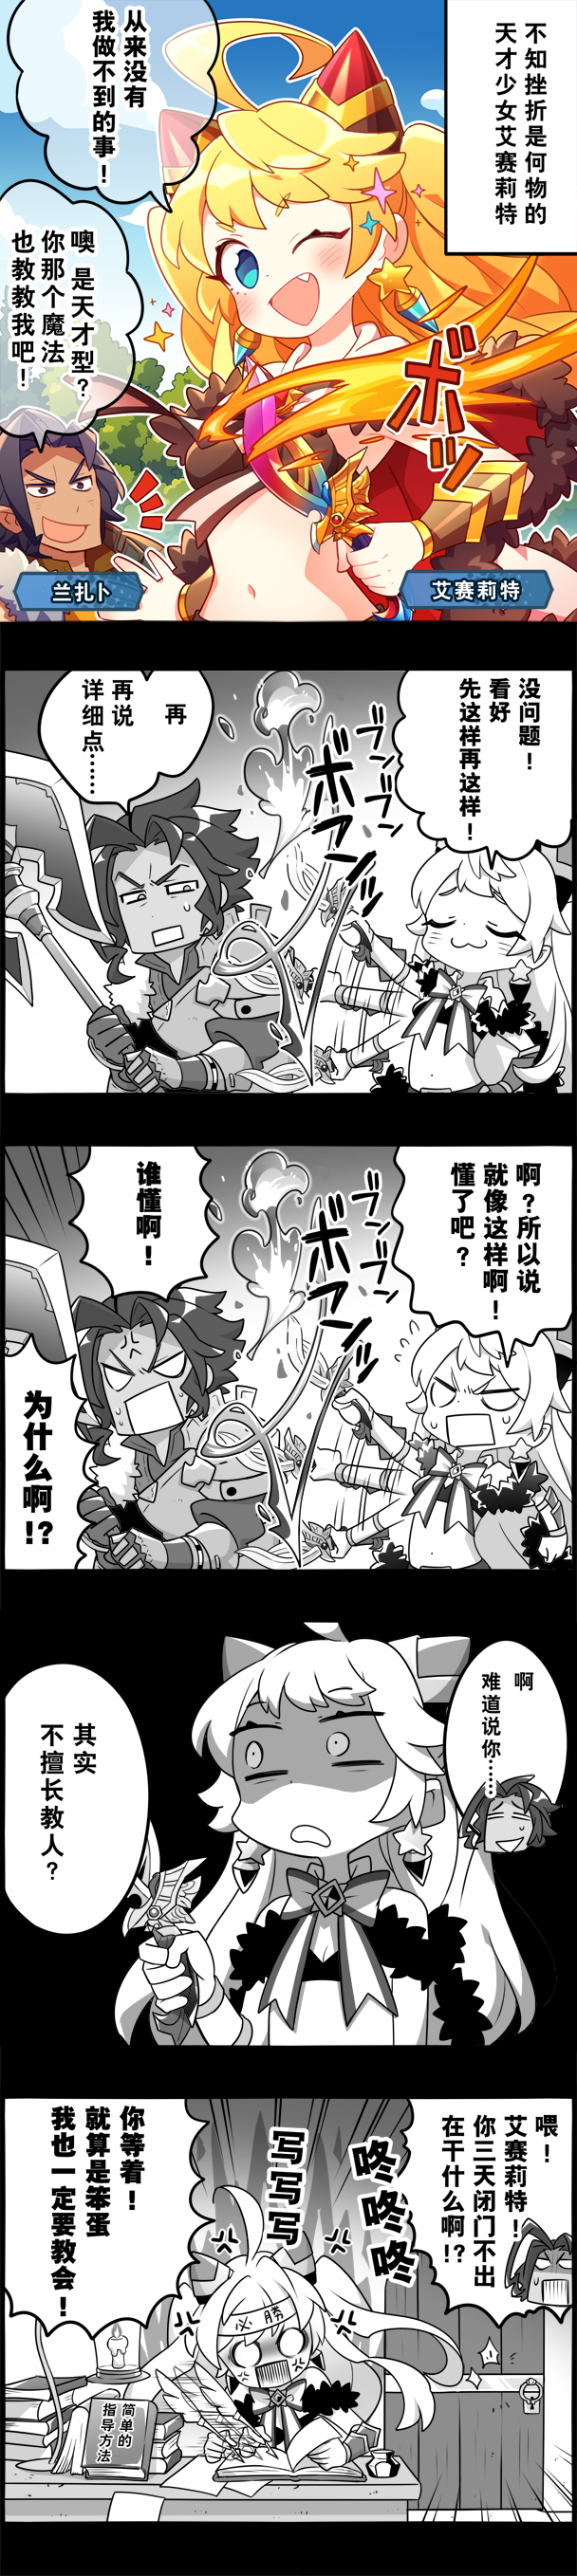 不知挫折是何物的
天才少女艾赛莉特
从来没有
我做不到的事！
噢 是天才型？
你那个魔法
也教教我吧！
ボッ
兰扎卜
艾赛莉特
没问题！
看好
先这样再这样！
ブンブン
ボアン
再
再说
详细点……
啊？所以说
就像这样啊！
懂了吧？
ブンブン
ボアン
谁懂啊！
为什么啊！？
啊
难道说你……
其实
不擅长教人？
喂！
艾赛莉特！
你三天闭门不出
在干什么啊！？
咚咚咚
写写写
你等着！
就算是笨蛋
我也一定要教会！
必勝
简单的
指导方法